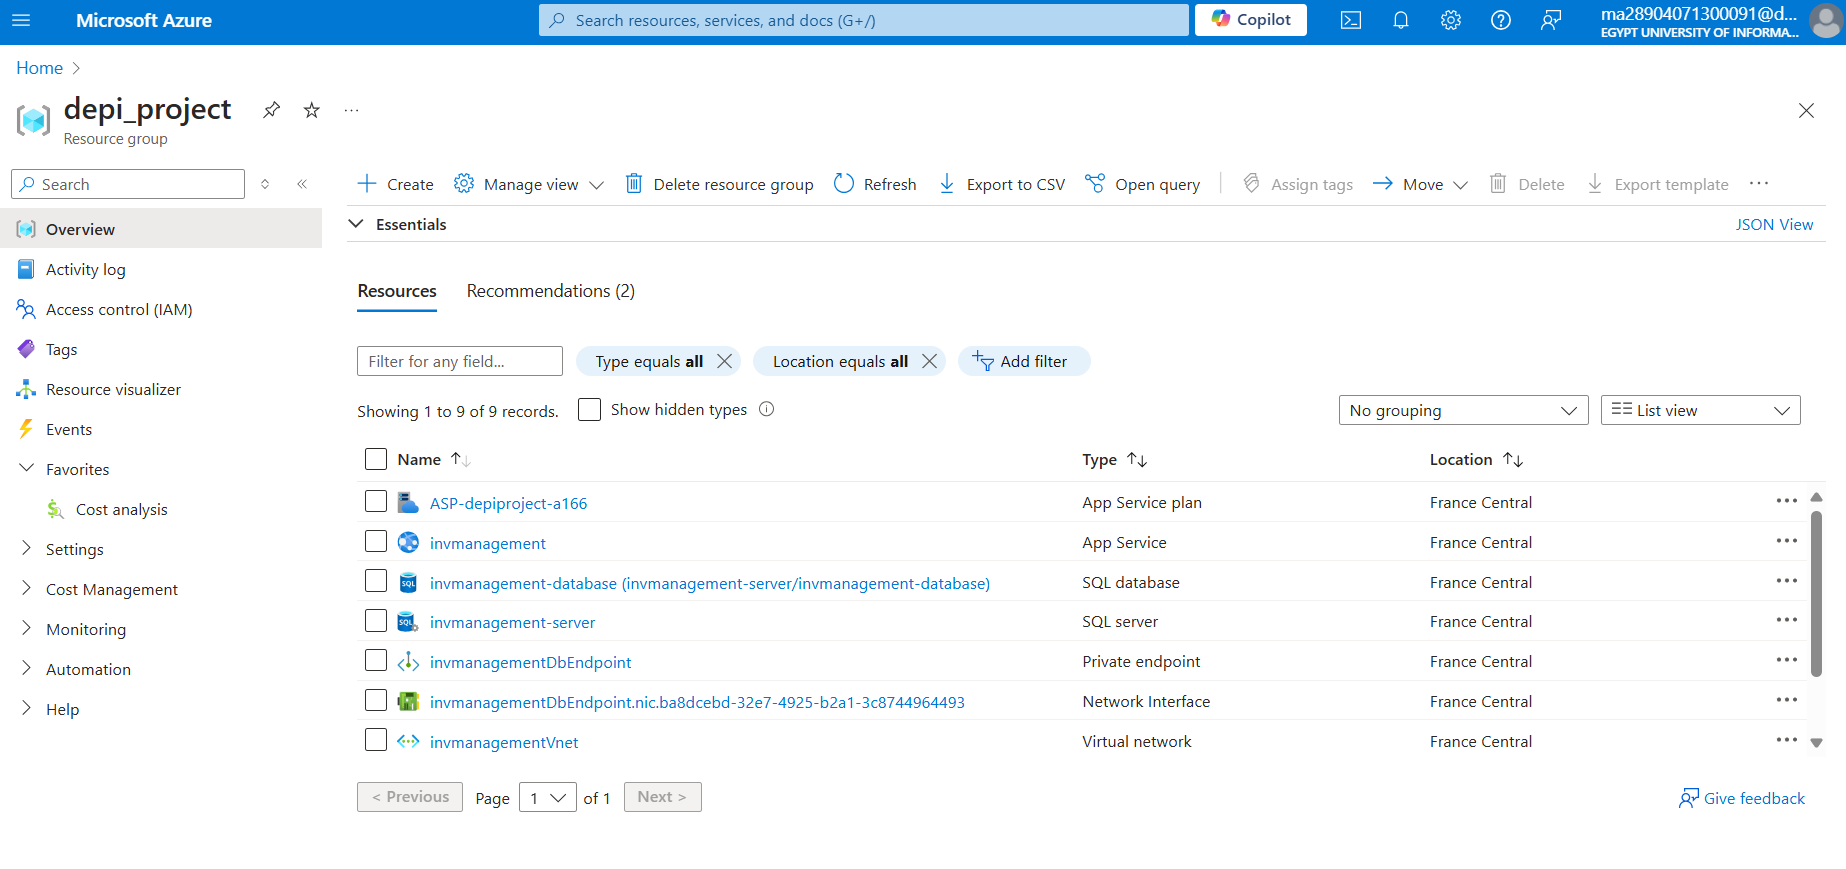 Microsoft Azure
Search resources, services, and docs (G+/)
Copilot
ma28904071300091@d...
EGYPT UNIVERSITY OF INFORMA...
Home
depi_project
Resource group
Search
Create
Manage view
Delete resource group
Refresh
Export to CSV
Open query
Assign tags
Move
Delete
Export template
Overview
Essentials
JSON View
Activity log
Access control (IAM)
Tags
Resource visualizer
Events
Favorites
Cost analysis
Settings
Cost Management
Monitoring
Automation
Help
Resources
Recommendations (2)
Filter for any field...
Type equals all
Location equals all
Add filter
Showing 1 to 9 of 9 records.
Show hidden types
No grouping
List view
Name Type Location
ASP-depiproject-a166 App Service plan France Central
invmanagement App Service France Central
SQL invmanagement-database (invmanagement-server/invmanagement-database) SQL database France Central
SQL invmanagement-server SQL server France Central
invmanagementDbEndpoint Private endpoint France Central
invmanagementDbEndpoint.nic.ba8dcebd-32e7-4925-b2a1-3c8744964493 Network Interface France Central
invmanagementVnet Virtual network France Central
< Previous
Page 1 of 1
Next >
Give feedback